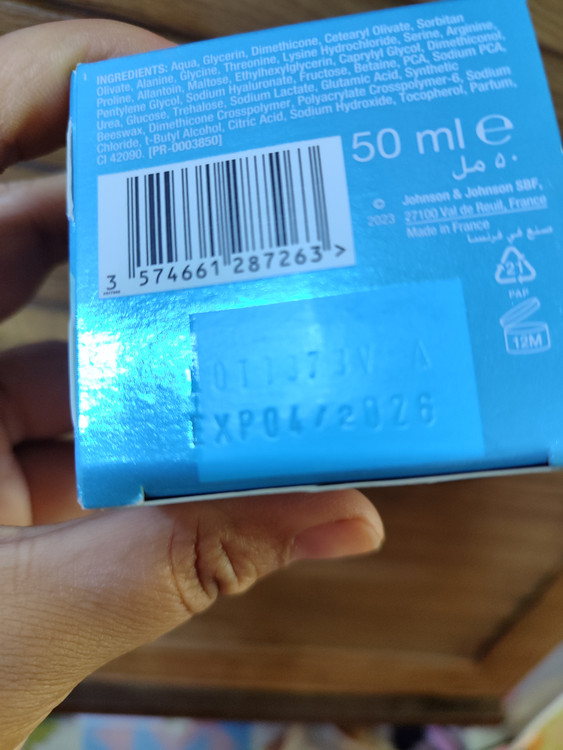 INGREDIENTS: Aqua, Glycerin, Dimethicone, Cetearyl Olivate, Sorbitan
Olivate, Alanine, Glycine, Threonine, Lysine Hydrochloride, Serine, Arginine,
Proline, Allantoin, Maltose, Ethylhexylglycerin, Caprylyl Glycol, Dimethiconol,
Pentylene Glycol, Sodium Hyaluronate, Fructose, Betaine, PCA, Sodium PCA,
Urea, Glucose, Trehalose, Sodium Lactate, Glutamic Acid, Synthetic
Beeswax, Dimethicone Crosspolymer, Polyacrylate Crosspolymer-6, Sodium
Chloride, t-Butyl Alcohol, Citric Acid, Sodium Hydroxide, Tocopherol, Parfum,
CI 42090. [PR-0003850]
50 ml e
٥٠ مل
© 2023
Johnson & Johnson SBF,
27100 Val de Reuil, France
Made in France
صنع في فرنسا
21
PAP
12M
3 574661 287263 >
A
EXP04/2026